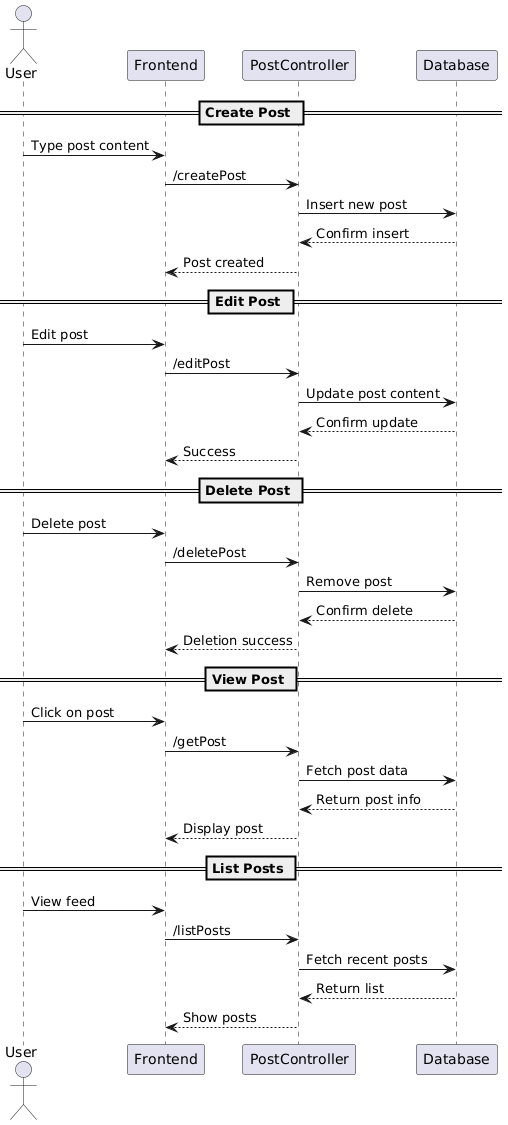 User
Frontend
PostController
Database
Create Post
Type post content
/createPost
Insert new post
Confirm insert
Post created
Edit Post
Edit post
/editPost
Update post content
Confirm update
Success
Delete Post
Delete post
/deletePost
Remove post
Confirm delete
Deletion success
View Post
Click on post
/getPost
Fetch post data
Return post info
Display post
List Posts
View feed
/listPosts
Fetch recent posts
Return list
Show posts
User
Frontend
PostController
Database